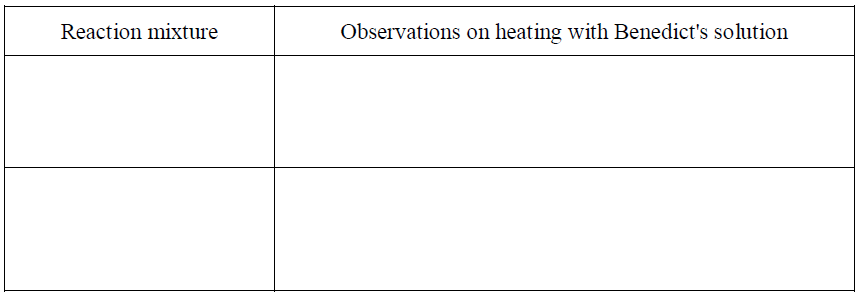 Reaction mixture
Observations on heating with Benedict's solution